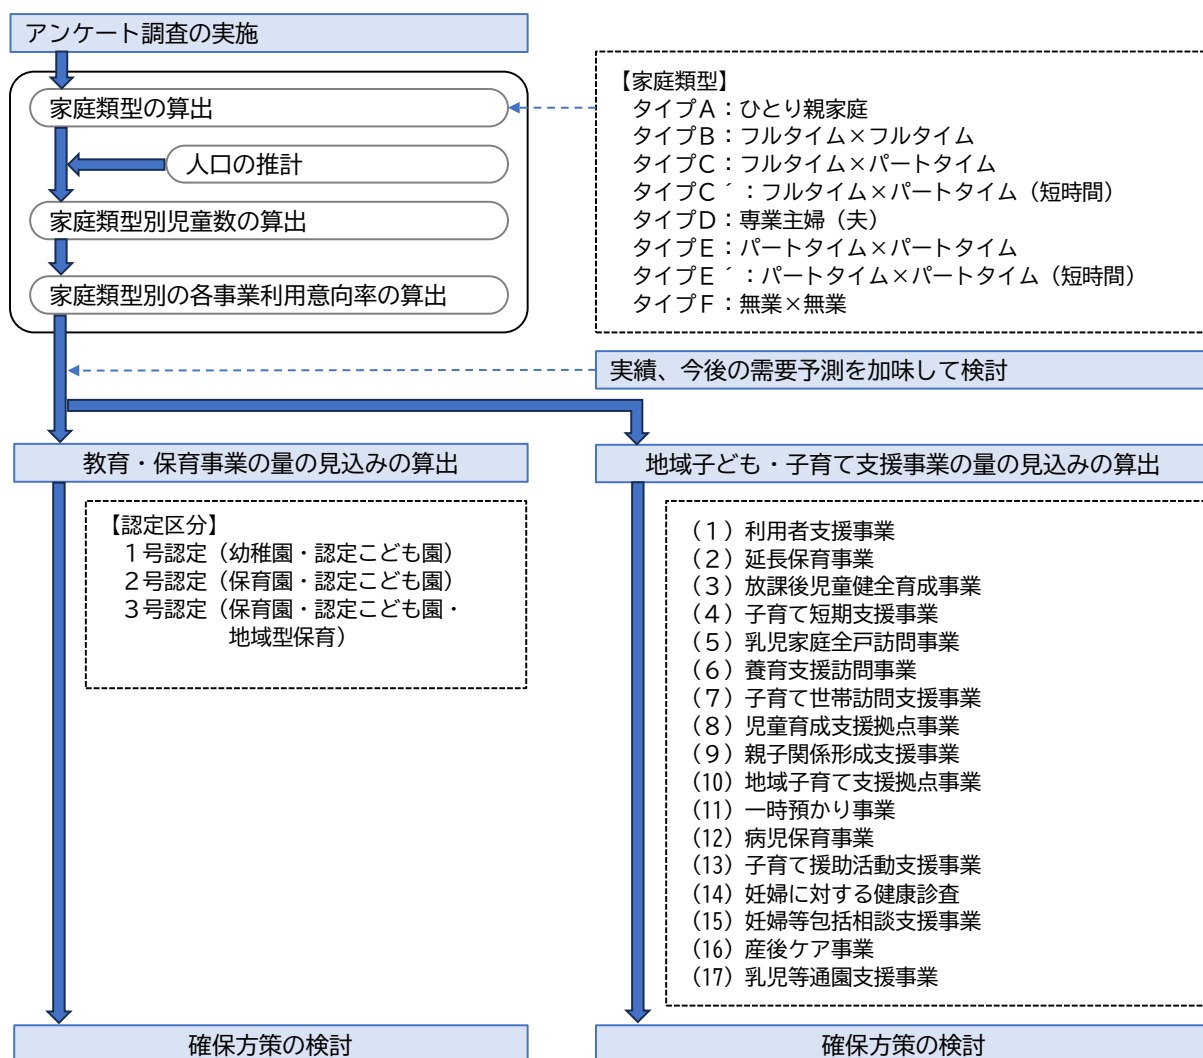 アンケート調査の実施
家庭類型の算出
人口の推計
家庭類型別児童数の算出
家庭類型別の各事業利用意向率の算出
【家庭類型】
タイプA：ひとり親家庭
タイプB：フルタイム×フルタイム
タイプC：フルタイム×パートタイム
タイプC´：フルタイム×パートタイム（短時間）
タイプD：専業主婦（夫）
タイプE：パートタイム×パートタイム
タイプE´：パートタイム×パートタイム（短時間）
タイプF：無業×無業
実績、今後の需要予測を加味して検討
教育・保育事業の量の見込みの算出
【認定区分】
１号認定（幼稚園・認定こども園）
２号認定（保育園・認定こども園）
３号認定（保育園・認定こども園・
地域型保育）
確保方策の検討
地域子ども・子育て支援事業の量の見込みの算出
（１）利用者支援事業
（２）延長保育事業
（３）放課後児童健全育成事業
（４）子育て短期支援事業
（５）乳児家庭全戸訪問事業
（６）養育支援訪問事業
（７）子育て世帯訪問支援事業
（８）児童育成支援拠点事業
（９）親子関係形成支援事業
（10）地域子育て支援拠点事業
（11）一時預かり事業
（12）病児保育事業
（13）子育て援助活動支援事業
（14）妊婦に対する健康診査
（15）妊婦等包括相談支援事業
（16）産後ケア事業
（17）乳児等通園支援事業
確保方策の検討